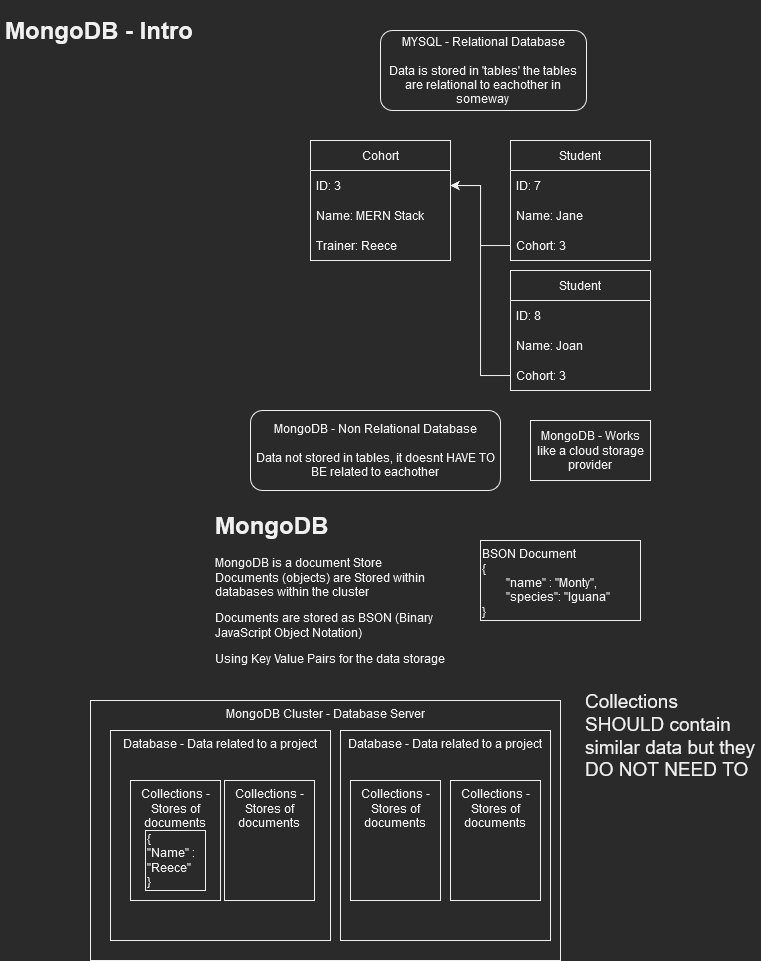 MongoDB - Intro
MYSQL - Relational Database
Data is stored in 'tables' the tables
are relational to eachother in
someway
Cohort
ID: 3
Name: MERN Stack
Trainer: Reece
Student
ID: 7
Name: Jane
Cohort: 3
Student
ID: 8
Name: Joan
Cohort: 3
MongoDB - Non Relational Database
Data not stored in tables, it doesnt HAVE TO
BE related to eachother
MongoDB - Works
like a cloud storage
provider
MongoDB
MongoDB is a document Store
Documents (objects) are Stored within
databases within the cluster
Documents are stored as BSON (Binary
JavaScript Object Notation)
Using Key Value Pairs for the data storage
BSON Document
{
"name" : "Monty",
"species": "Iguana"
}
MongoDB Cluster - Database Server
Database - Data related to a project
Collections -
Stores of
documents
{
"Name" :
"Reece"
}
Collections -
Stores of
documents
Database - Data related to a project
Collections -
Stores of
documents
Collections -
Stores of
documents
Collections
SHOULD contain
similar data but they
DO NOT NEED TO